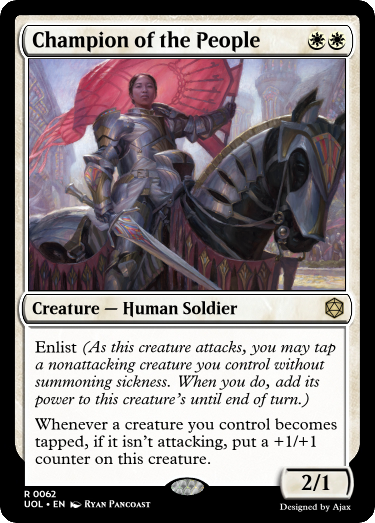 Champion of the People
Creature — Human Soldier
Enlist (As this creature attacks, you may tap
a nonattacking creature you control without
summoning sickness. When you do, add its
power to this creature's until end of turn.)
Whenever a creature you control becomes
tapped, if it isn't attacking, put a +1/+1
counter on this creature.
2/1
R 0062
UOL • EN Ryan Pancoast
Designed by Ajax